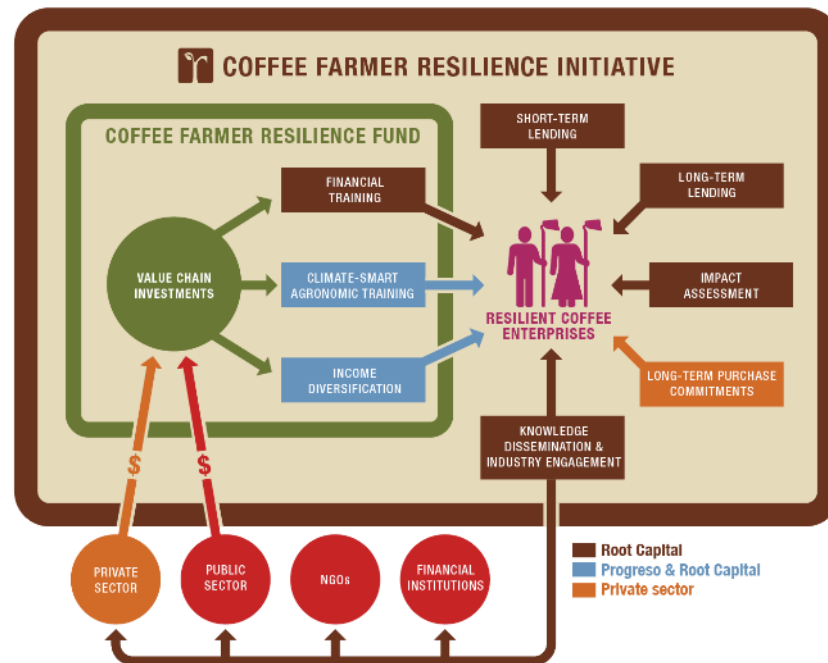 COFFEE FARMER RESILIENCE INITIATIVE
COFFEE FARMER RESILIENCE FUND
SHORT-TERM
LENDING
FINANCIAL
TRAINING
LONG-TERM
LENDING
VALUE CHAIN
INVESTMENTS
CLIMATE-SMART
AGRONOMIC TRAINING
IMPACT
ASSESSMENT
RESILIENT COFFEE
ENTERPRISES
INCOME
DIVERSIFICATION
LONG-TERM PURCHASE
COMMITMENTS
KNOWLEDGE
DISSEMINATION &
INDUSTRY ENGAGEMENT
$
$
PRIVATE
SECTOR
PUBLIC
SECTOR
NGOs
FINANCIAL
INSTITUTIONS
Root Capital
Progreso & Root Capital
Private sector